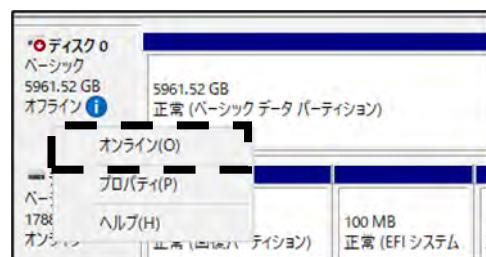 ディスク 0
ベーシック
5961.52 GB
オフライン
5961.52 GB
正常 (ベーシック データ パーティション)
オンライン(O)
プロパティ(P)
ヘルプ(H)
100 MB
正常 (EFI システム